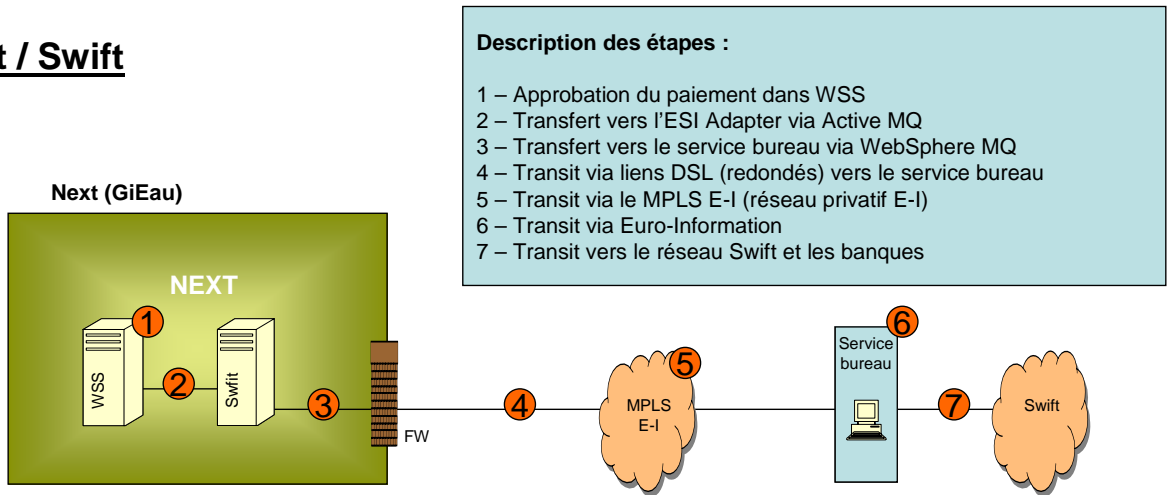 t / Swift
Description des étapes :
1 – Approbation du paiement dans WSS
2 – Transfert vers l'ESI Adapter via Active MQ
3 – Transfert vers le service bureau via WebSphere MQ
4 – Transit via liens DSL (redondés) vers le service bureau
5 – Transit via le MPLS E-I (réseau privatif E-I)
6 – Transit via Euro-Information
7 – Transit vers le réseau Swift et les banques
Next (GiEau)
NEXT
1
WSS
2
Swfit
3
FW
4
5
MPLS
E-I
6
Service
bureau
7
Swift